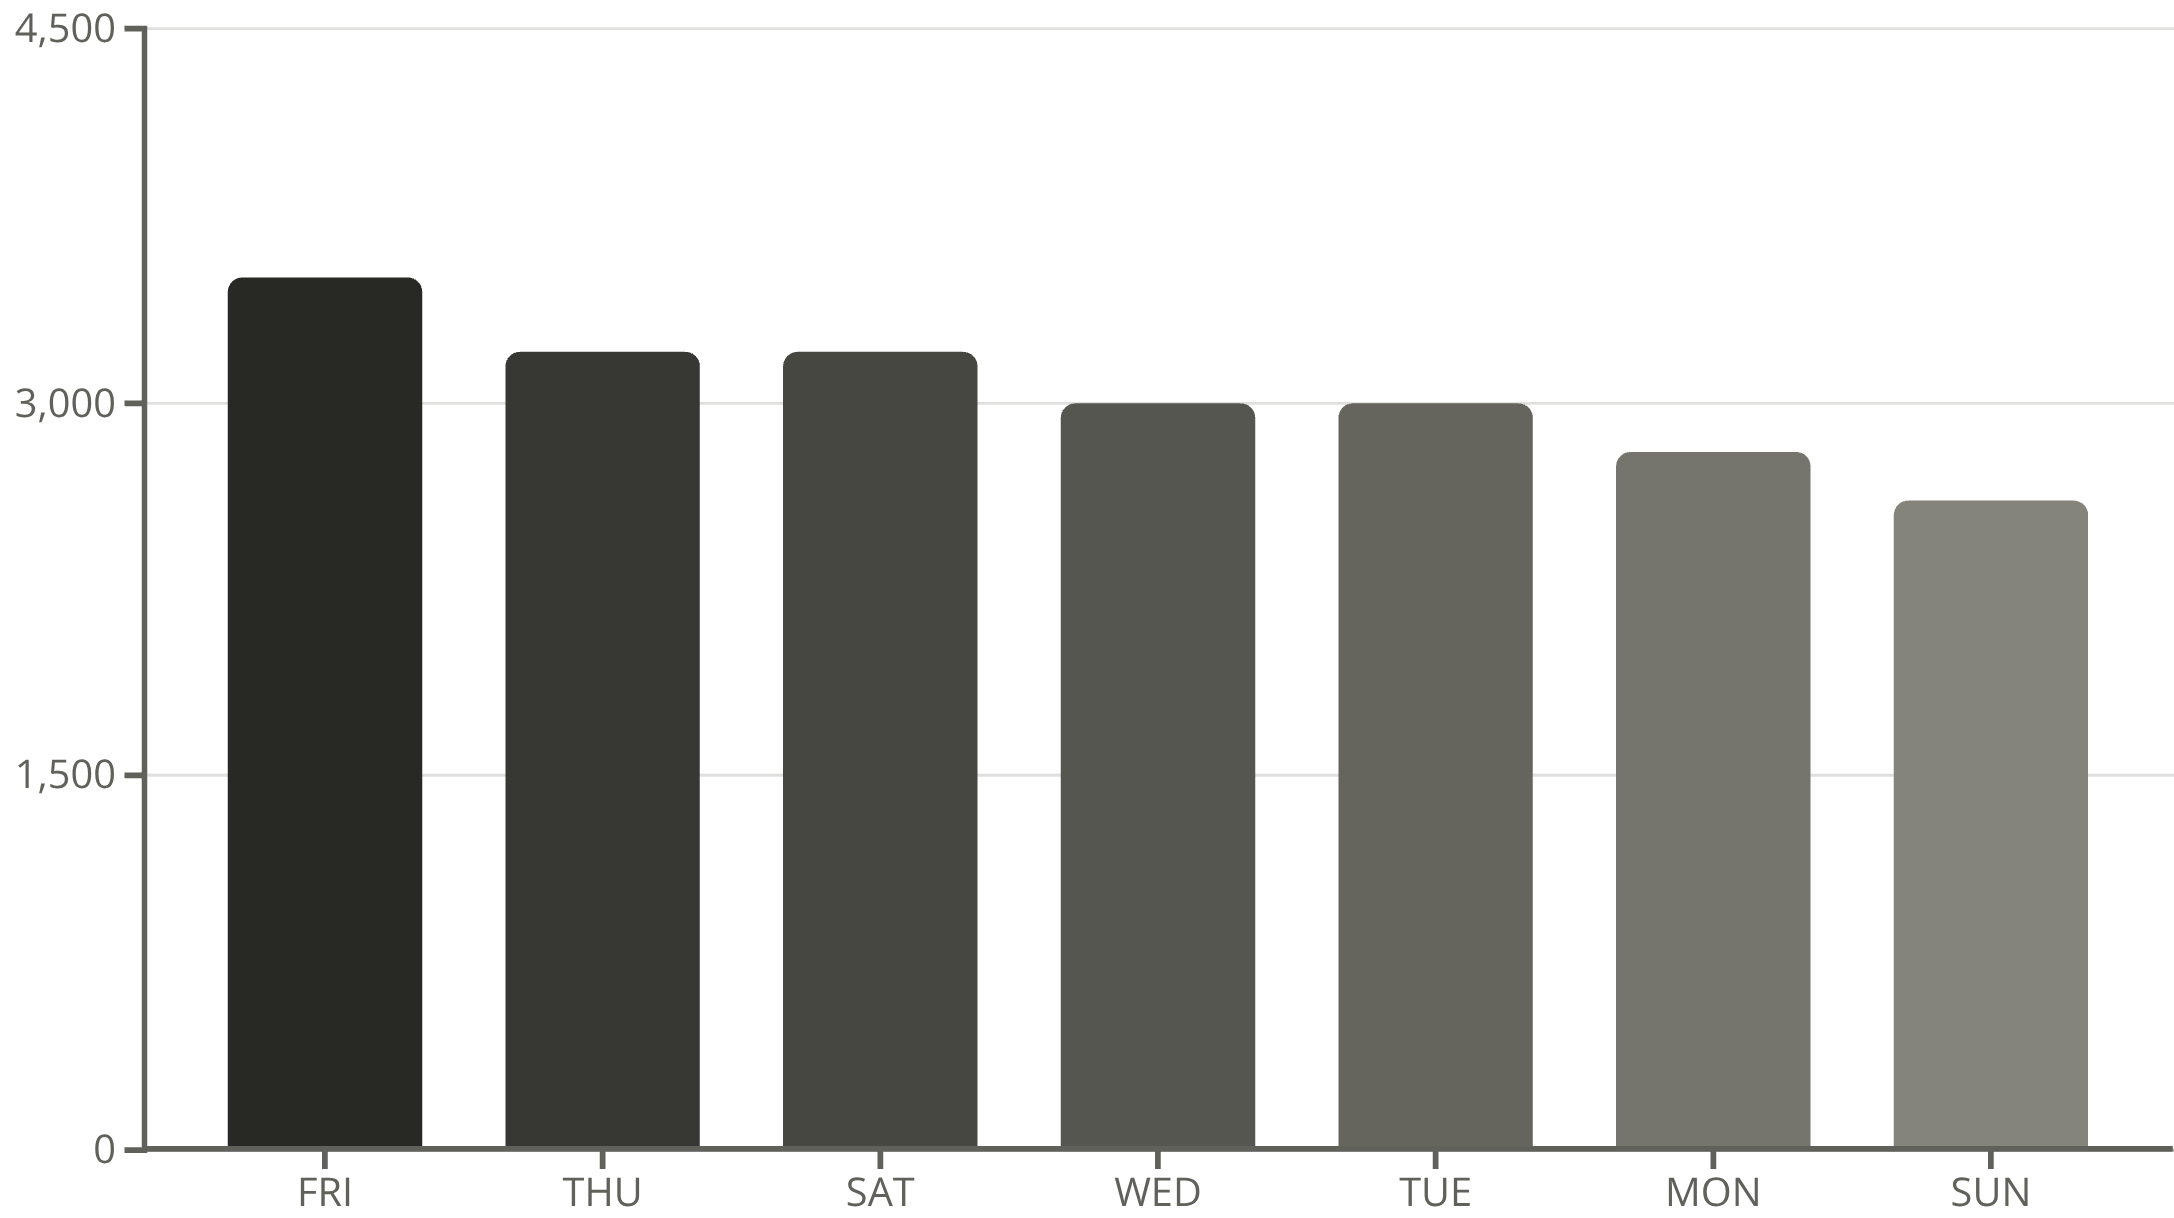 4,500
3,000
1,500
0
FRI THU SAT WED TUE MON SUN